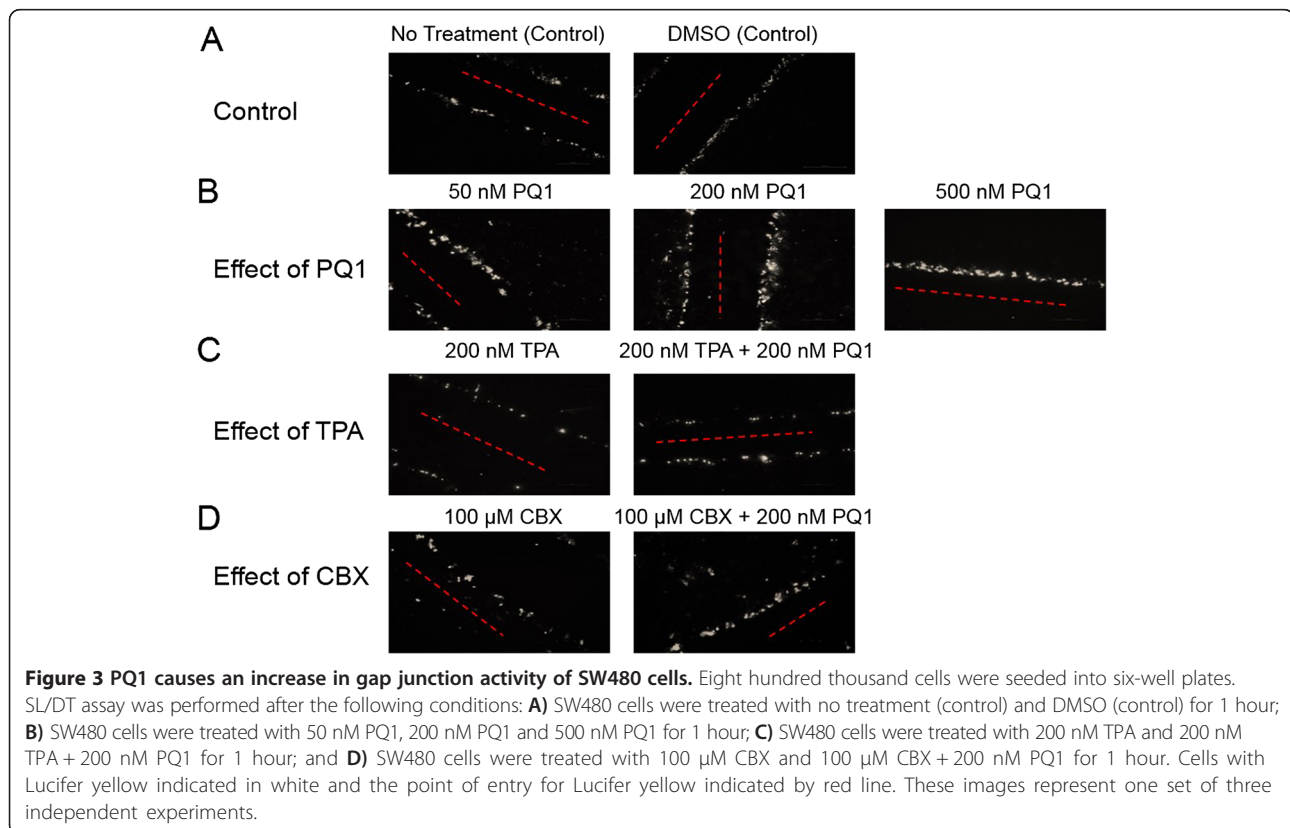 A
No Treatment (Control) DMSO (Control)
Control
B
50 nM PQ1 200 nM PQ1 500 nM PQ1
Effect of PQ1
C
200 nM TPA 200 nM TPA + 200 nM PQ1
Effect of TPA
D
100 µM CBX 100 µM CBX + 200 nM PQ1
Effect of CBX
Figure 3 PQ1 causes an increase in gap junction activity of SW480 cells. Eight hundred thousand cells were seeded into six-well plates.
SL/DT assay was performed after the following conditions: A) SW480 cells were treated with no treatment (control) and DMSO (control) for 1 hour;
B) SW480 cells were treated with 50 nM PQ1, 200 nM PQ1 and 500 nM PQ1 for 1 hour; C) SW480 cells were treated with 200 nM TPA and 200 nM
TPA + 200 nM PQ1 for 1 hour; and D) SW480 cells were treated with 100 µM CBX and 100 µM CBX + 200 nM PQ1 for 1 hour. Cells with
Lucifer yellow indicated in white and the point of entry for Lucifer yellow indicated by red line. These images represent one set of three
independent experiments.